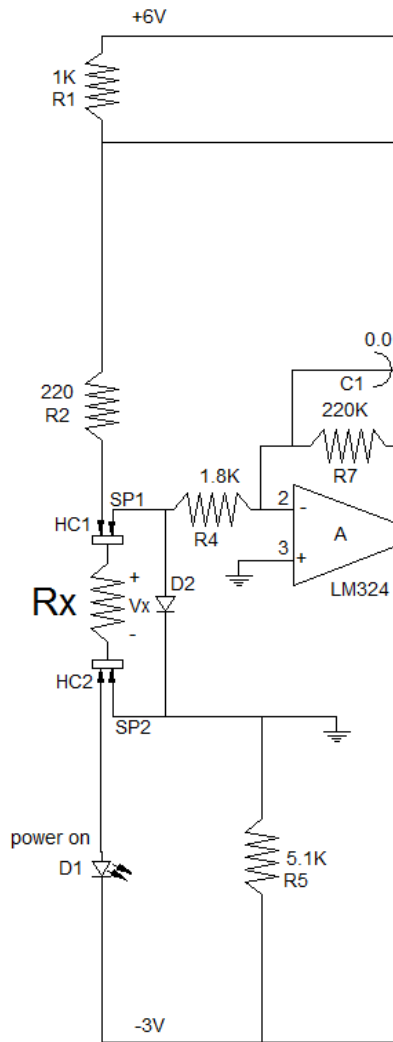 +6V
1K
R1
0.0
C1
220
R2
220K
R7
1.8K
R4
SP1
HC1
2
-
A
3
+
LM324
D2
Rx
+
Vx
-
HC2
SP2
power on
D1
5.1K
R5
-3V